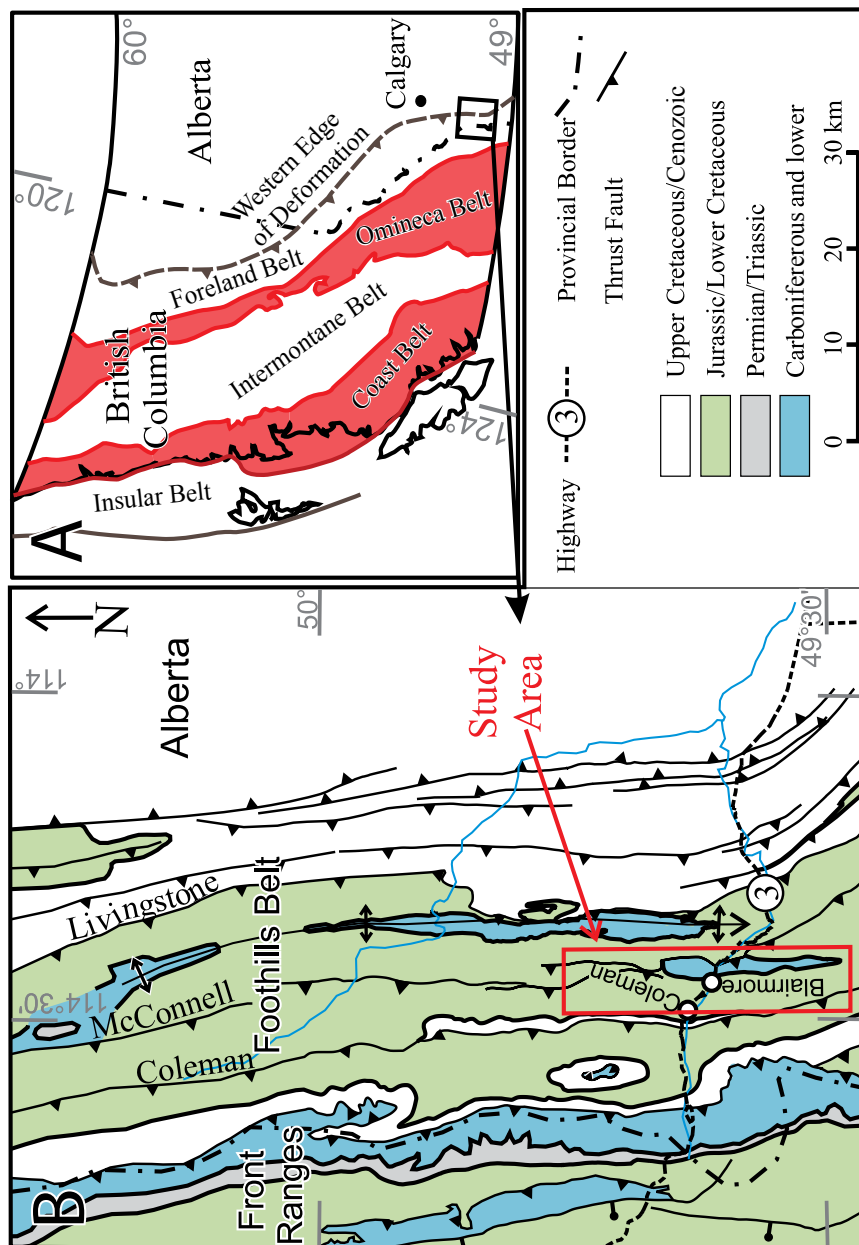 B
Front
Ranges
Coleman
McConnell
Foothills Belt
Livingstone
Alberta
114°30'
114°
N
50°
49°30'
Study
Area
Coleman
Blairmore
3
A
Insular Belt
British
Columbia
Coast Belt
Intermontane Belt
Foreland Belt
Omineca Belt
Western Edge
of Deformation
Alberta
Calgary
120°
60°
124°
49°
Highway
3
Provincial Border
Thrust Fault
Upper Cretaceous/Cenozoic
Jurassic/Lower Cretaceous
Permian/Triassic
Carbonifererous and lower
0
10
20
30 km